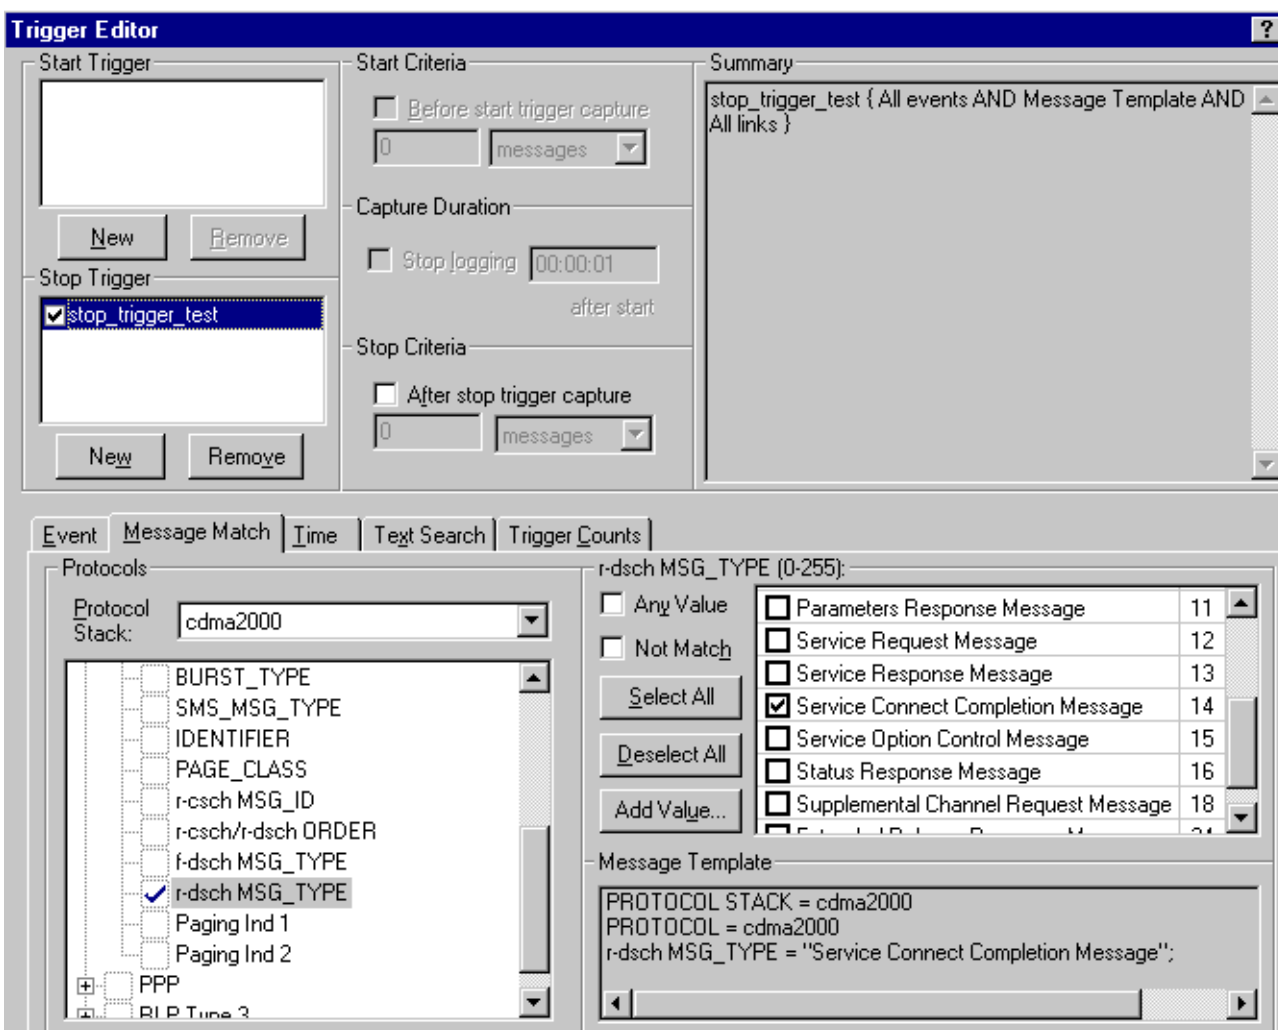 Trigger Editor
?
Start Trigger
Start Criteria
Summary
Before start trigger capture
0
messages
stop_trigger_test { All events AND Message Template AND
All links }
New
Remove
Capture Duration
Stop logging
00:00:01
after start
Stop Trigger
stop_trigger_test
Stop Criteria
After stop trigger capture
0
messages
New
Remove
Event
Message Match
Time
Text Search
Trigger Counts
Protocols
Protocol
Stack:
cdma2000
BURST_TYPE
SMS_MSG_TYPE
IDENTIFIER
PAGE_CLASS
r-csch MSG_ID
r-csch/r-dsch ORDER
f-dsch MSG_TYPE
r-dsch MSG_TYPE
Paging Ind 1
Paging Ind 2
PPP
RLP Type 3
r-dsch MSG_TYPE (0-255):
Any Value
Not Match
Select All
Deselect All
Add Value...
Parameters Response Message 11
Service Request Message 12
Service Response Message 13
Service Connect Completion Message 14
Service Option Control Message 15
Status Response Message 16
Supplemental Channel Request Message 18
Message Template
PROTOCOL STACK = cdma2000
PROTOCOL = cdma2000
r-dsch MSG_TYPE = "Service Connect Completion Message";